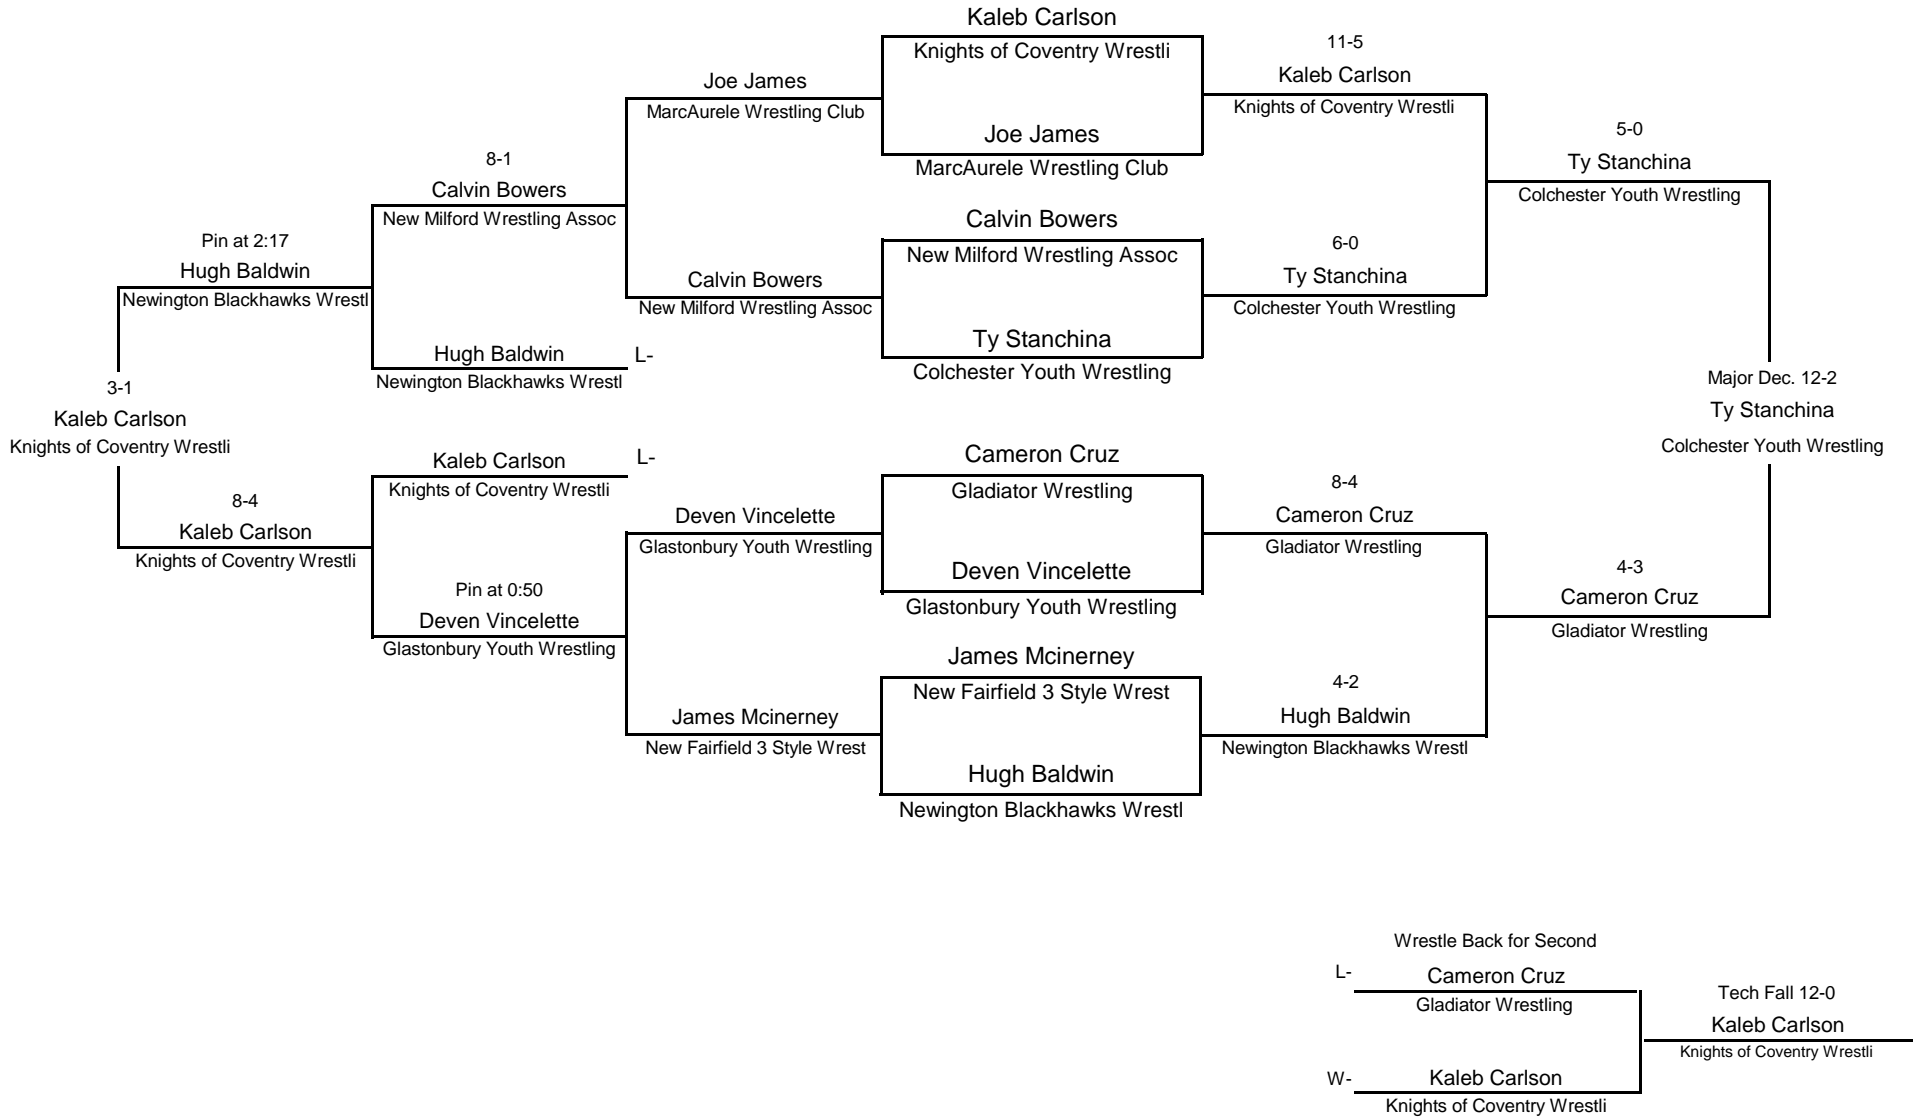 Kaleb Carlson
Knights of Coventry Wrestli
11-5
Joe James
Kaleb Carlson
MarcAurele Wrestling Club
Knights of Coventry Wrestli
Joe James
5-0
8-1
MarcAurele Wrestling Club
Ty Stanchina
Calvin Bowers
Colchester Youth Wrestling
New Milford Wrestling Assoc
Calvin Bowers
Pin at 2:17
6-0
New Milford Wrestling Assoc
Hugh Baldwin
Calvin Bowers
Ty Stanchina
Newington Blackhawks Wrestl
New Milford Wrestling Assoc
Colchester Youth Wrestling
Ty Stanchina
Hugh Baldwin
L-
Newington Blackhawks Wrestl
Colchester Youth Wrestling
3-1
Major Dec. 12-2
Kaleb Carlson
Ty Stanchina
Knights of Coventry Wrestli
Colchester Youth Wrestling
Kaleb Carlson
L-
Cameron Cruz
Knights of Coventry Wrestli
Gladiator Wrestling
8-4
8-4
Kaleb Carlson
Deven Vincelette
Cameron Cruz
Knights of Coventry Wrestli
Glastonbury Youth Wrestling
Gladiator Wrestling
Deven Vincelette
4-3
Pin at 0:50
Glastonbury Youth Wrestling
Cameron Cruz
Deven Vincelette
Gladiator Wrestling
Glastonbury Youth Wrestling
James Mcinerney
New Fairfield 3 Style Wrest
4-2
James Mcinerney
Hugh Baldwin
New Fairfield 3 Style Wrest
Newington Blackhawks Wrestl
Hugh Baldwin
Newington Blackhawks Wrestl
Wrestle Back for Second
L-
Cameron Cruz
Gladiator Wrestling
Tech Fall 12-0
Kaleb Carlson
Knights of Coventry Wrestli
W-
Kaleb Carlson
Knights of Coventry Wrestli